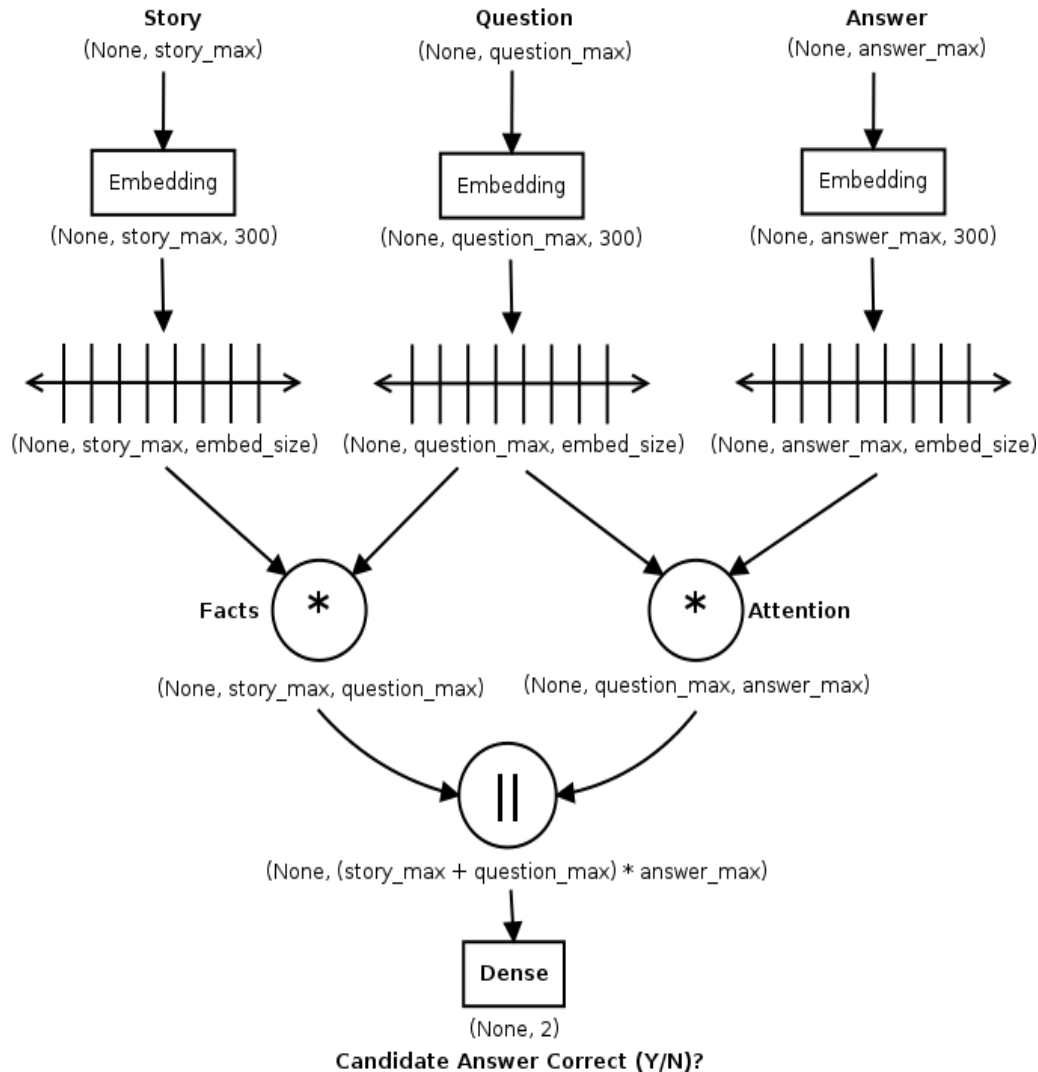 Story
(None, story_max)
Question
(None, question_max)
Answer
(None, answer_max)
Embedding
(None, story_max, 300)
Embedding
(None, question_max, 300)
Embedding
(None, answer_max, 300)
(None, story_max, embed_size)
(None, question_max, embed_size)
(None, answer_max, embed_size)
Facts
*
*
Attention
(None, story_max, question_max)
(None, question_max, answer_max)
||
(None, (story_max + question_max) * answer_max)
Dense
(None, 2)
Candidate Answer Correct (Y/N)?